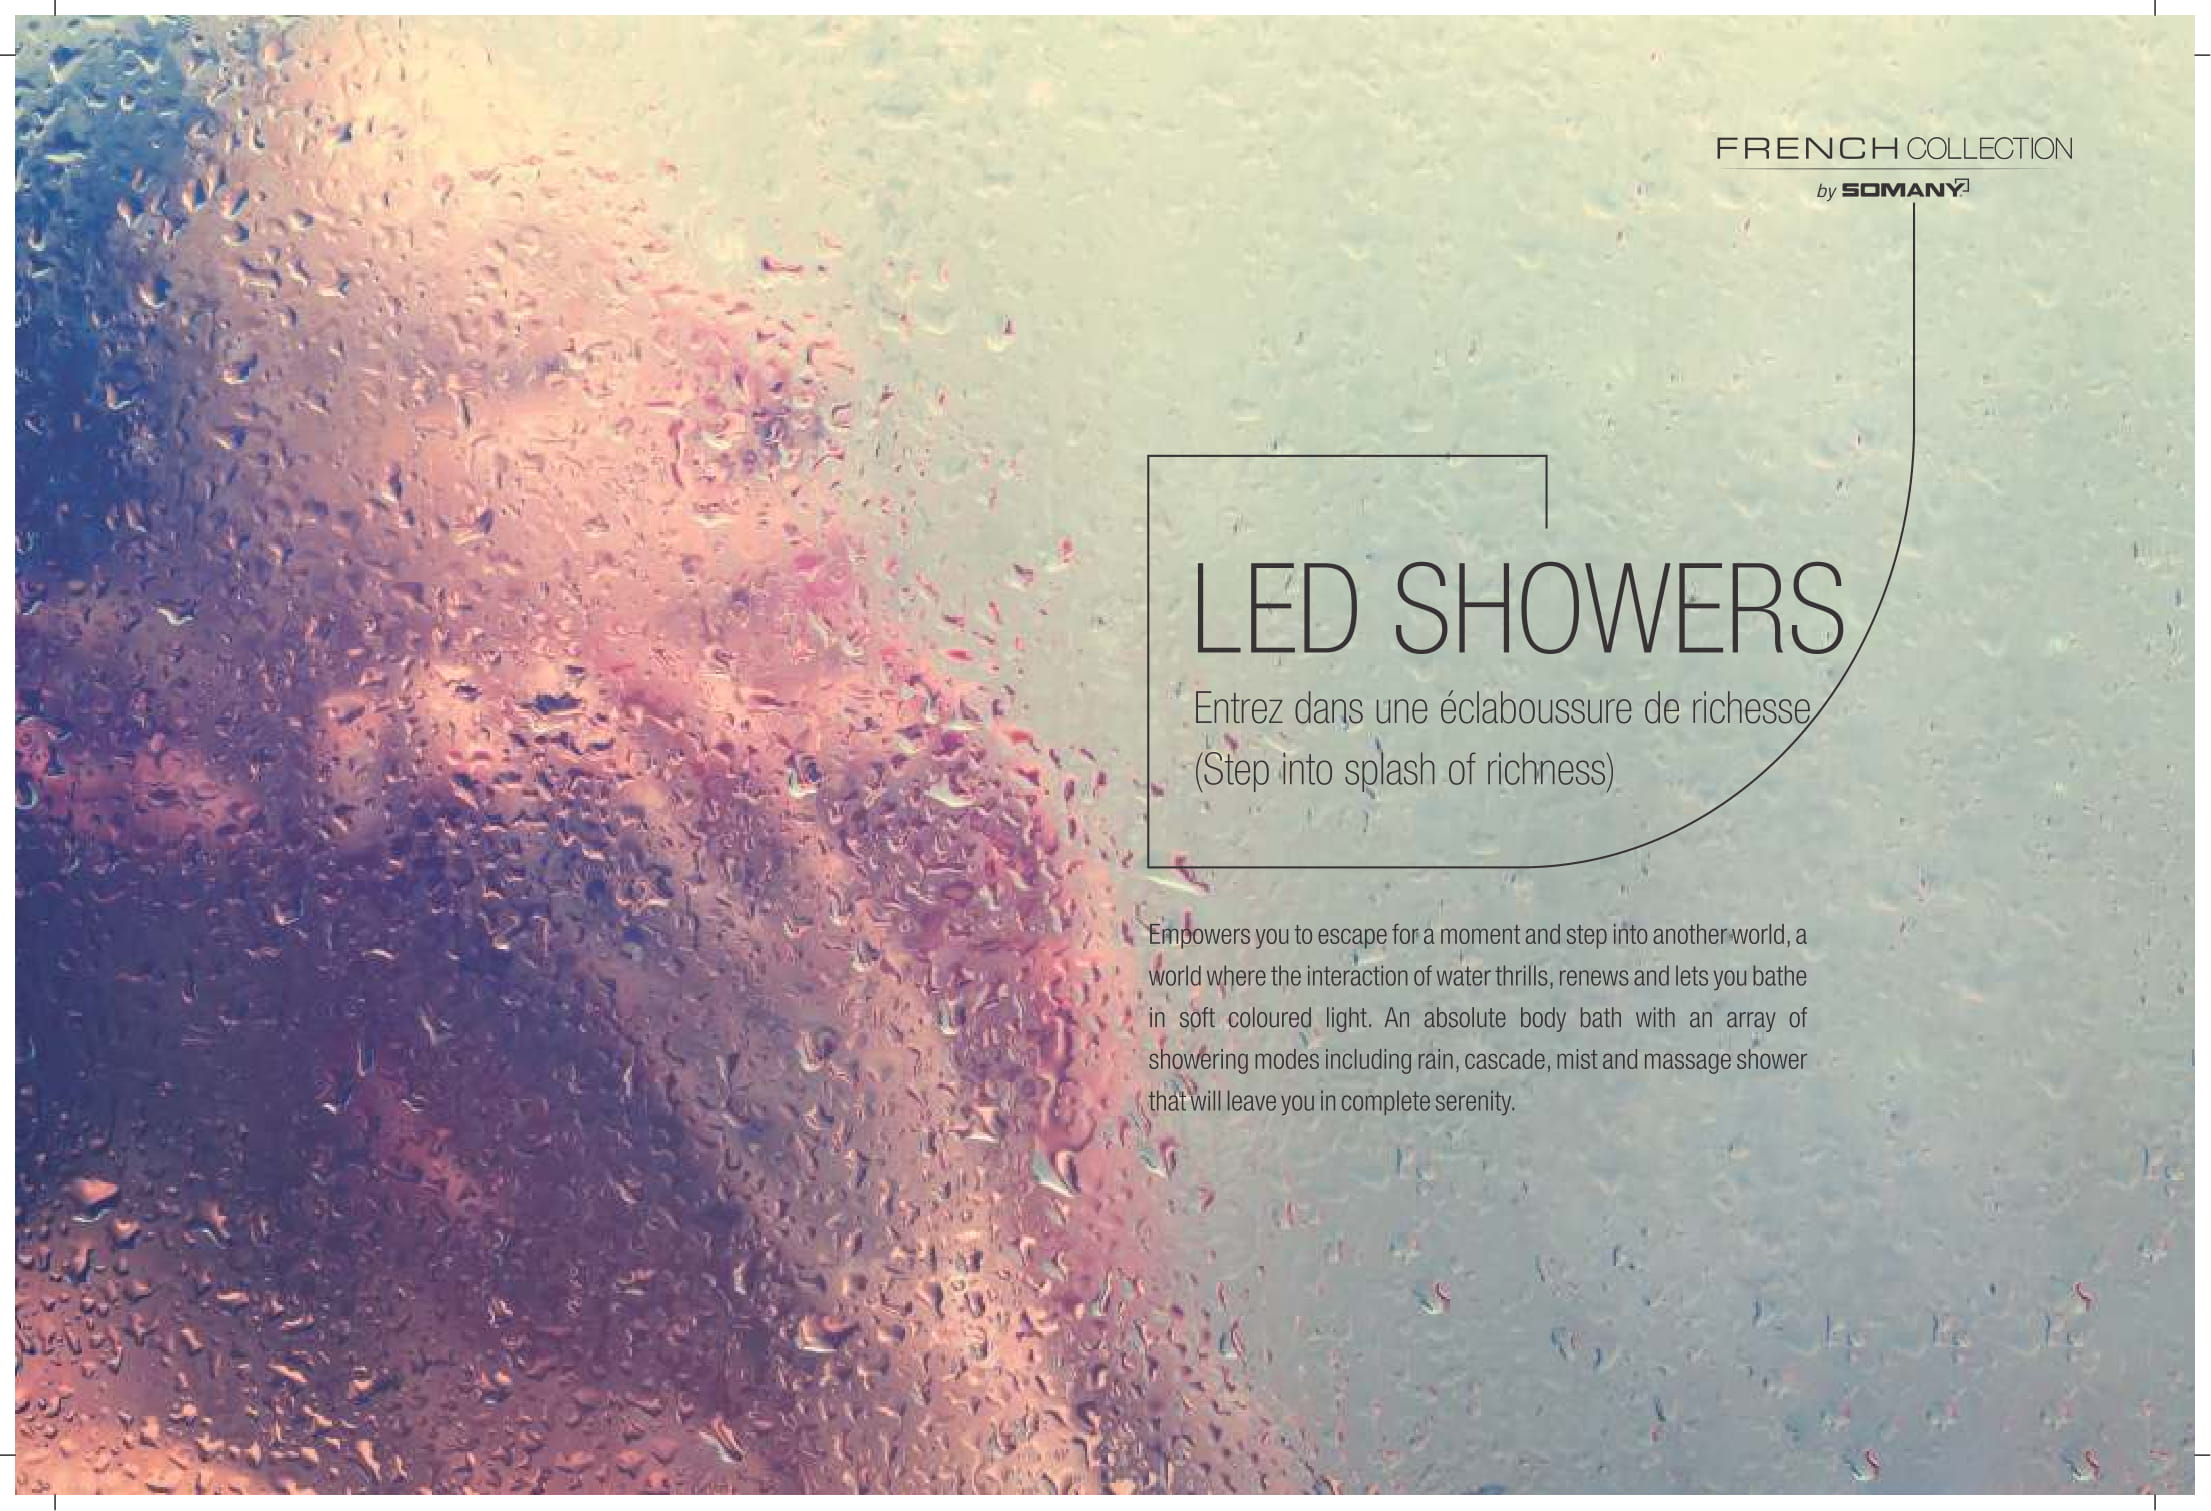 FRENCH COLLECTION
by SOMANY
LED SHOWERS
Entrez dans une éclaboussure de richesse
(Step into splash of richness)
Empowers you to escape for a moment and step into another world, a
world where the interaction of water thrills, renews and lets you bathe
in soft coloured light. An absolute body bath with an array of
showering modes including rain, cascade, mist and massage shower
that will leave you in complete serenity.